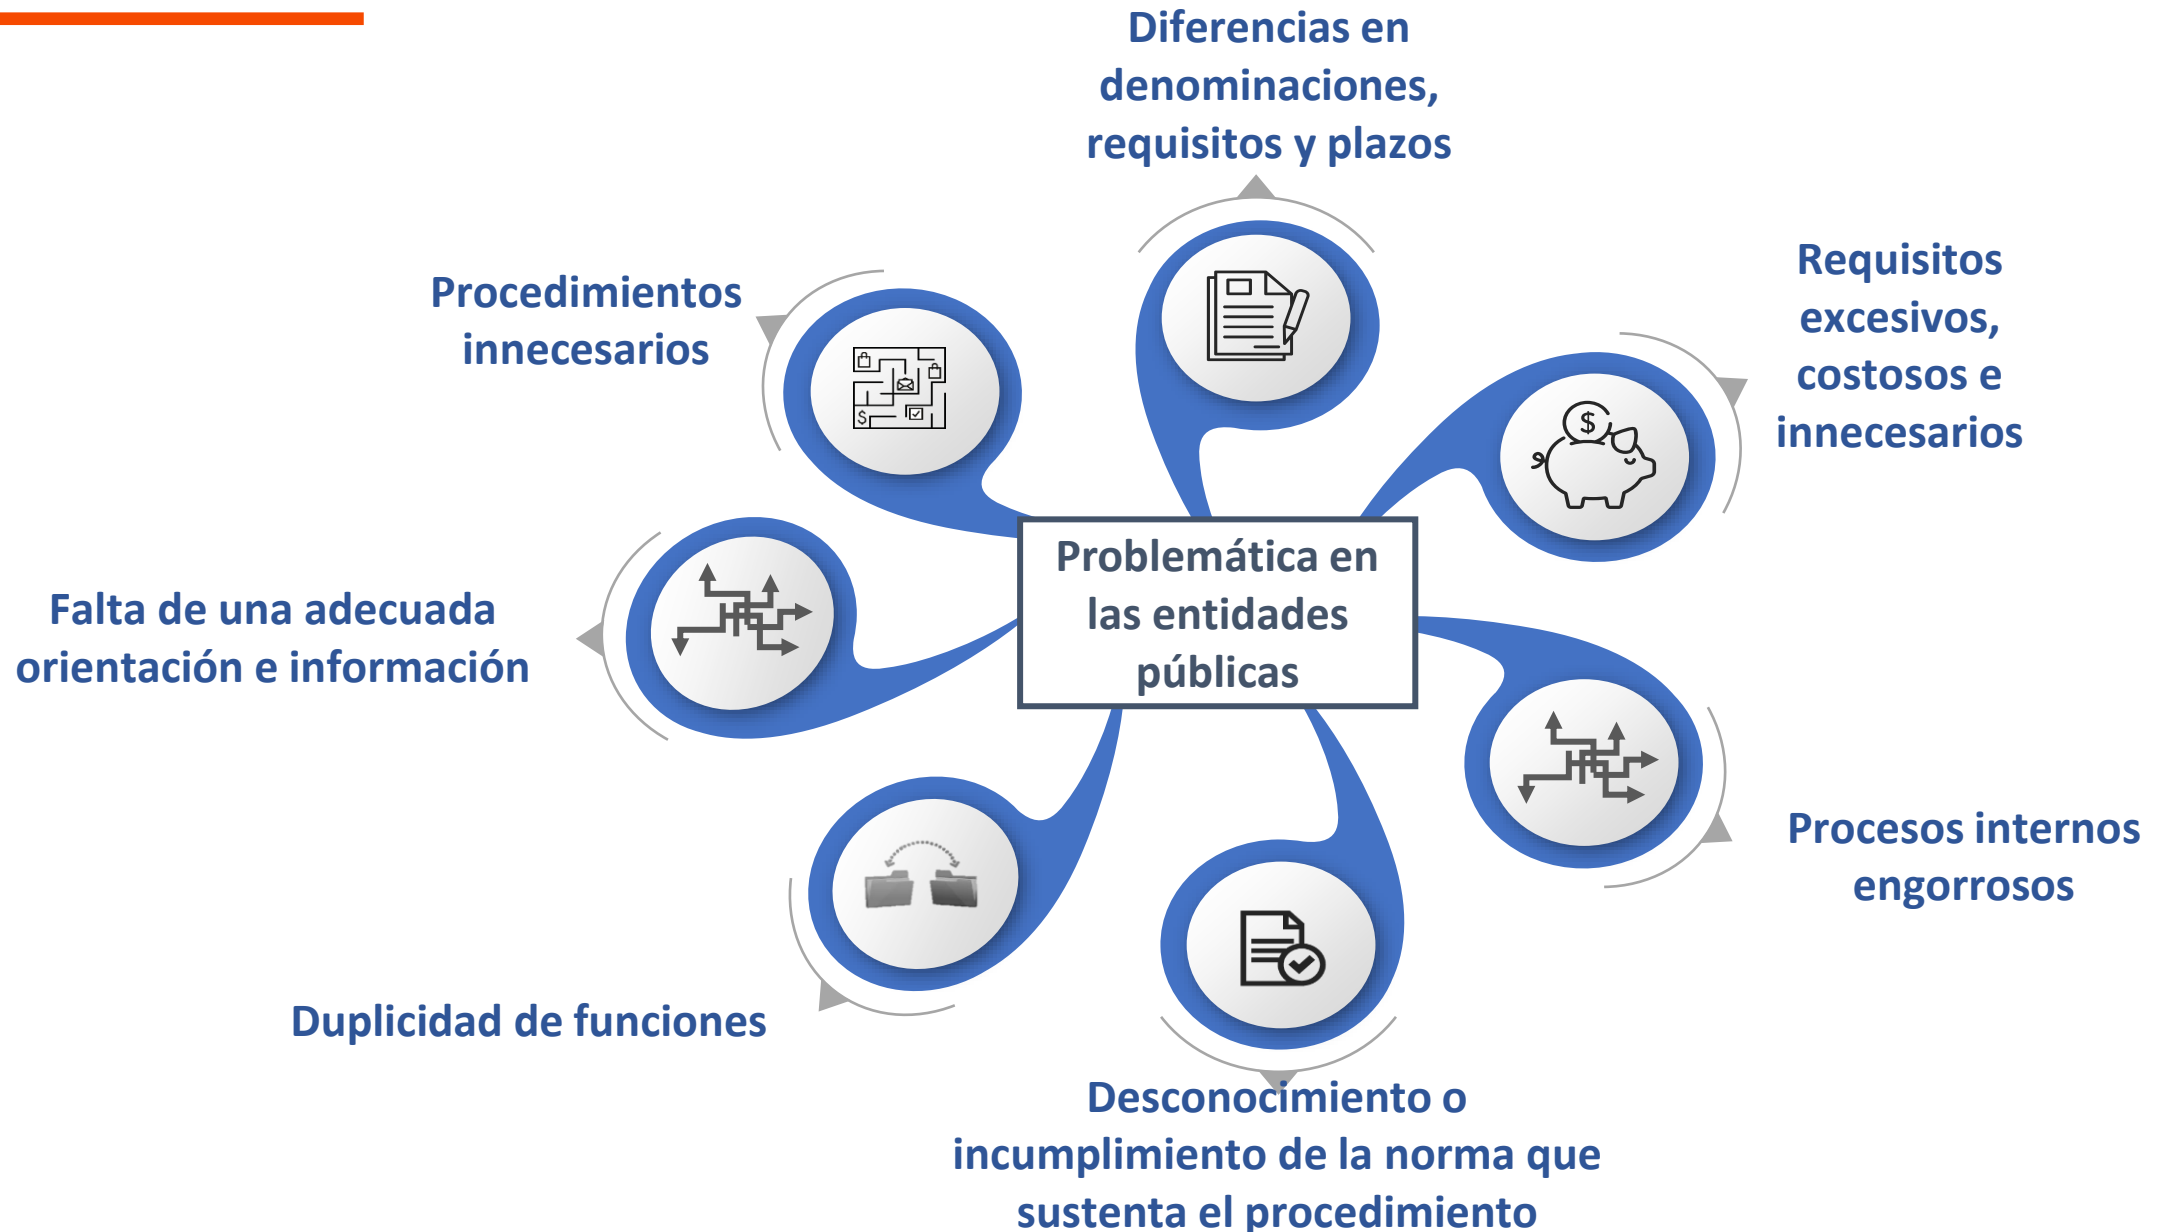 Diferencias en
denominaciones,
requisitos y plazos
Requisitos
excesivos,
costosos e
innecesarios
Procedimientos
innecesarios
$
$
Problemática en
las entidades
públicas
Falta de una adecuada
orientación e información
Procesos internos
engorrosos
Duplicidad de funciones
Desconocimiento o
incumplimiento de la norma que
sustenta el procedimiento